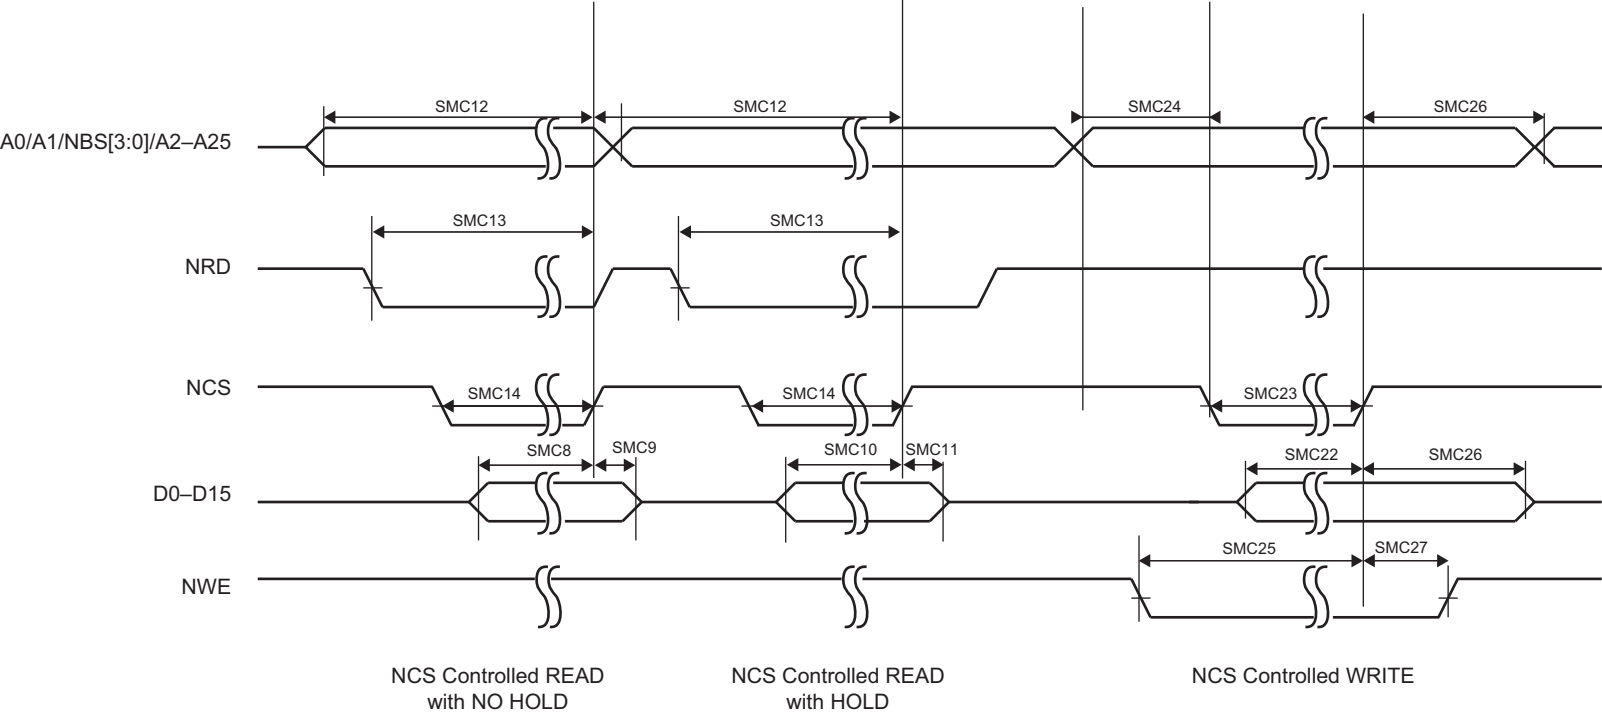 SMC12 SMC12 SMC24 SMC26
A0/A1/NBS[3:0]/A2–A25
SMC13 SMC13
NRD
NCS
SMC14 SMC14 SMC23
SMC8 SMC9 SMC10 SMC11 SMC22 SMC26
D0–D15
SMC25 SMC27
NWE
NCS Controlled READ
with NO HOLD
NCS Controlled READ
with HOLD
NCS Controlled WRITE